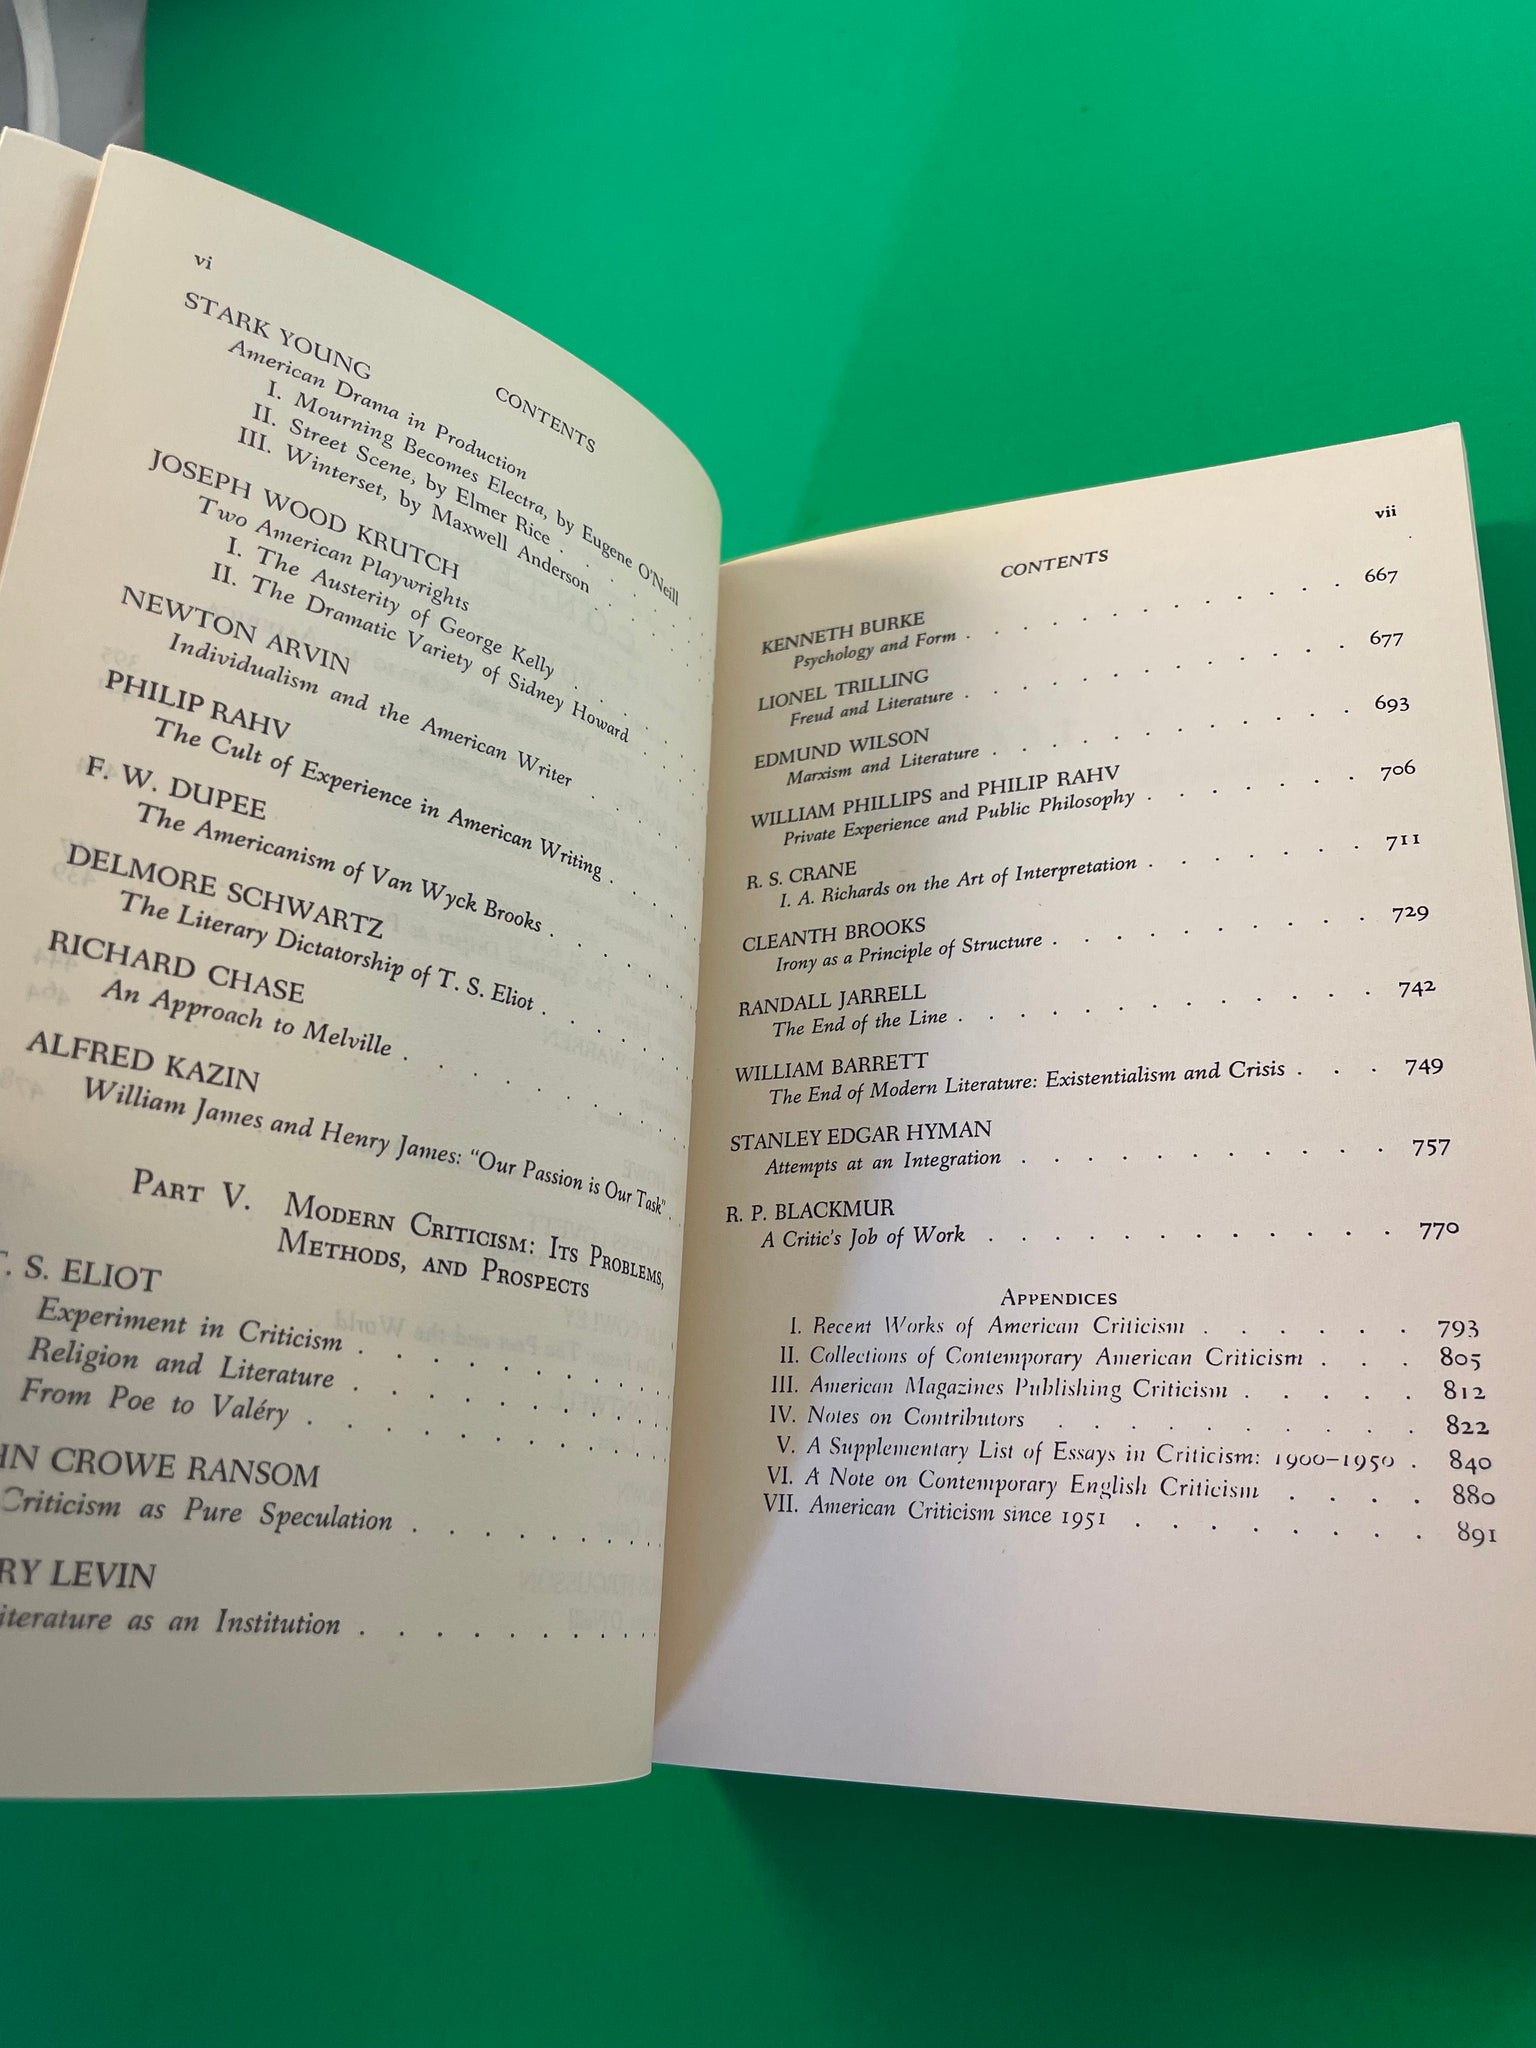 vi
CONTENTS
STARK YOUNG
American Drama in Production
I. Mourning Becomes Electra, by Eugene O'Neill
II. Street Scene, by Elmer Rice
III. Winterset, by Maxwell Anderson
JOSEPH WOOD KRUTCH
Two American Playwrights
I. The Austerity of George Kelly
II. The Dramatic Variety of Sidney Howard
NEWTON ARVIN
Individualism and the American Writer
PHILIP RAHV
The Cult of Experience in American Writing
F. W. DUPEE
The Americanism of Van Wyck Brooks
DELMORE SCHWARTZ
The Literary Dictatorship of T. S. Eliot
RICHARD CHASE
An Approach to Melville
ALFRED KAZIN
William James and Henry James: "Our Passion is Our Task"
PART V. MODERN CRITICISM: ITS PROBLEMS,
METHODS, AND PROSPECTS
S. ELIOT
Experiment in Criticism
Religion and Literature
From Poe to Valéry
CROWE RANSOM
Criticism as Pure Speculation
LEVIN
as an Institution
CONTENTS vii
KENNETH BURKE
Psychology and Form 667
LIONEL TRILLING
Freud and Literature 677
EDMUND WILSON
Marxism and Literature 693
WILLIAM PHILLIPS and PHILIP RAHV
Private Experience and Public Philosophy 706
R. S. CRANE
I. A. Richards on the Art of Interpretation 711
CLEANTH BROOKS
Irony as a Principle of Structure 729
RANDALL JARRELL
The End of the Line 742
WILLIAM BARRETT
The End of Modern Literature: Existentialism and Crisis 749
STANLEY EDGAR HYMAN
Attempts at an Integration 757
R. P. BLACKMUR
A Critic's Job of Work 770
APPENDICES
I. Recent Works of American Criticism 793
II. Collections of Contemporary American Criticism 805
III. American Magazines Publishing Criticism 812
IV. Notes on Contributors 822
V. A Supplementary List of Essays in Criticism: 1900–1950 840
VI. A Note on Contemporary English Criticism 880
VII. American Criticism since 1951 891